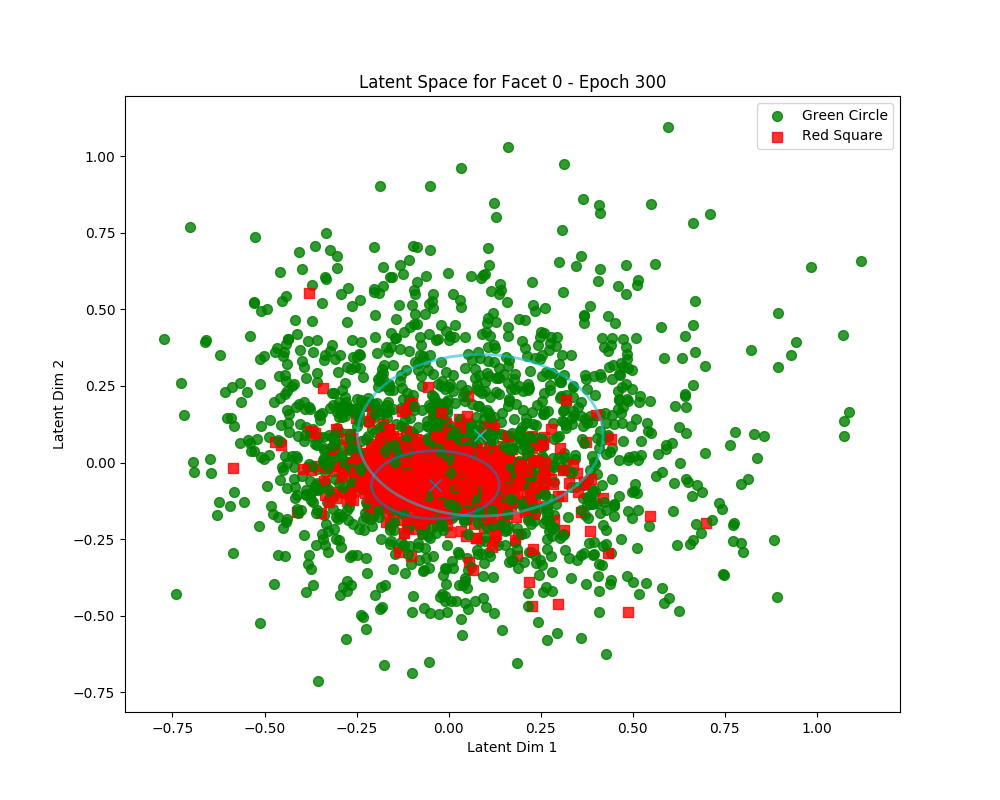 Latent Space for Facet 0 - Epoch 300
Green Circle
Red Square
1.00
0.75
0.50
0.25
0.00
−0.25
−0.50
−0.75
Latent Dim 2
−0.75 −0.50 −0.25 0.00 0.25 0.50 0.75 1.00
Latent Dim 1